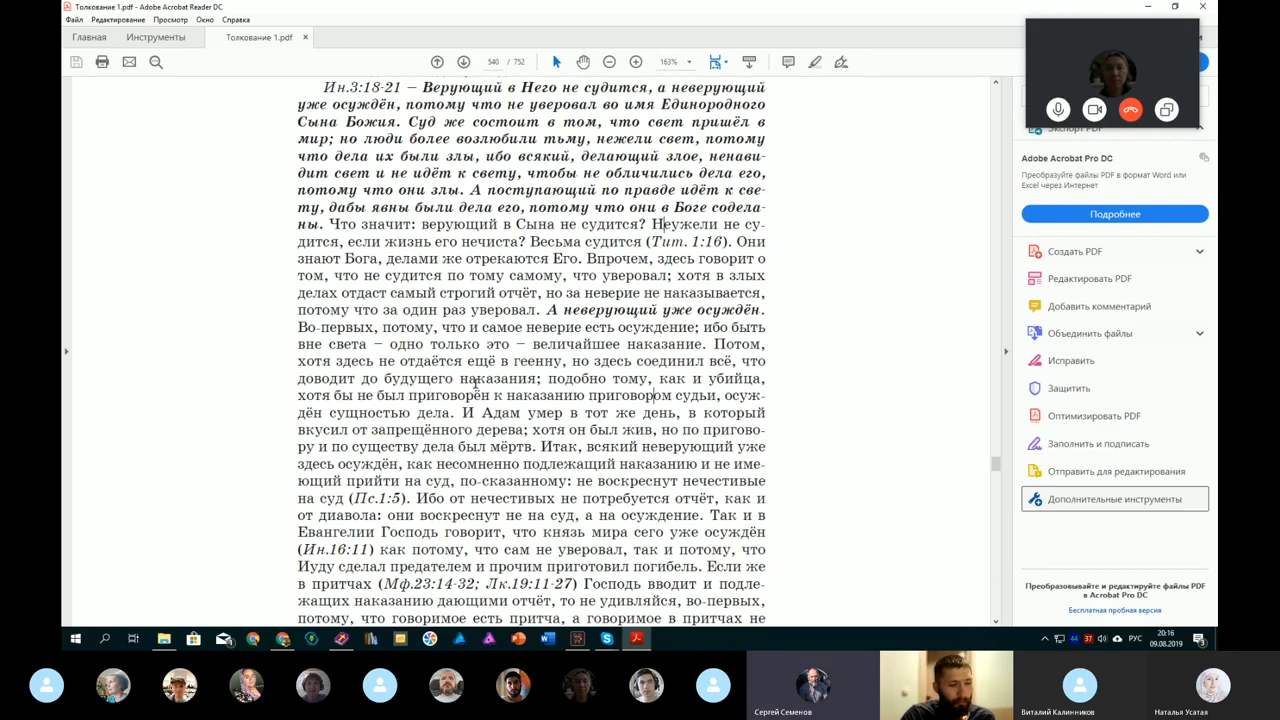 Толкование 1.pdf - Adobe Acrobat Reader DC
Файл Редактирование Просмотр Окно Справка
Главная Инструменты Толкование 1.pdf ×
540 / 752 163%
Ин.3:18-21 – Верующий в Него не судится, а неверующий
уже осуждён, потому что не уверовал во имя Единородного
Сына Божия. Суд же состоит в том, что свет пришёл в
мир; но люди более возлюбили тьму, нежели свет, потому
что дела их были злы, ибо всякий, делающий злое, ненави-
дит свет и не идёт к свету, чтобы не обличились дела его,
потому что они злы. А поступающий по правде идёт к све-
ту, дабы явны были дела его, потому что они в Боге содела-
ны. Что значит: верующий в Сына не судится? Неужели не су-
дится, если жизнь его нечиста? Весьма судится (Тит. 1:16). Они
знают Бога, делами же отрекаются Его. Впрочем, здесь говорит о
том, что не судится по тому самому, что уверовал; хотя в злых
делах отдаст самый строгий отчёт, но за неверие не наказывается,
потому что за один раз уверовал. А неверующий уже осуждён.
Во-первых, потому, что и самое неверие есть осуждение; ибо быть
вне света – одно только это – величайшее наказание. Потом,
хотя здесь не отдаётся ещё в геенну, но здесь соединил всё, что
доводит до будущего наказания; подобно тому, как и убийца,
хотя бы не был приговорён к наказанию приговором судьи, осуж-
дён сущностью дела. И Адам умер в тот же день, в который
вкусил от запрещённого дерева; хотя он был жив, но по пригово-
ру и по существу дела был мёртв. Итак, всякий неверующий уже
здесь осуждён, как несомненно подлежащий наказанию и не име-
ющий прийти на суд, по-сказанному: не воскреснут нечестивые
на суд (Пс.1:5). Ибо от нечестивых не потребуется отчёт, как и
от диавола: они воскреснут не на суд, а на осуждение. Так и в
Евангелии Господь говорит, что князь мира сего уже осуждён
(Ин.16:11) как потому, что сам не уверовал, так и потому, что
Иуду сделал предателем и прочим приготовил погибель. Если же
в притчах (Мф.23:14-32; Лк.19:11-27) Господь вводит и подле-
жащих наказанию дающими отчёт, то не удивляйся, во-первых,
потому, что это есть притча, а говоримое в притчах не
Экспорт PDF
Adobe Acrobat Pro DC
Преобразуйте файлы PDF в формат Word или
Excel через Интернет
Подробнее
Создать PDF
Редактировать PDF
Добавить комментарий
Объединить файлы
Исправить
Защитить
Оптимизировать PDF
Заполнить и подписать
Отправить для редактирования
Дополнительные инструменты
Преобразовывайте и редактируйте файлы PDF
в Acrobat Pro DC
Бесплатная пробная версия
44 37 РУС 20:16
09.08.2019
Сергей Семенов Виталий Калинников Наталья Усатая